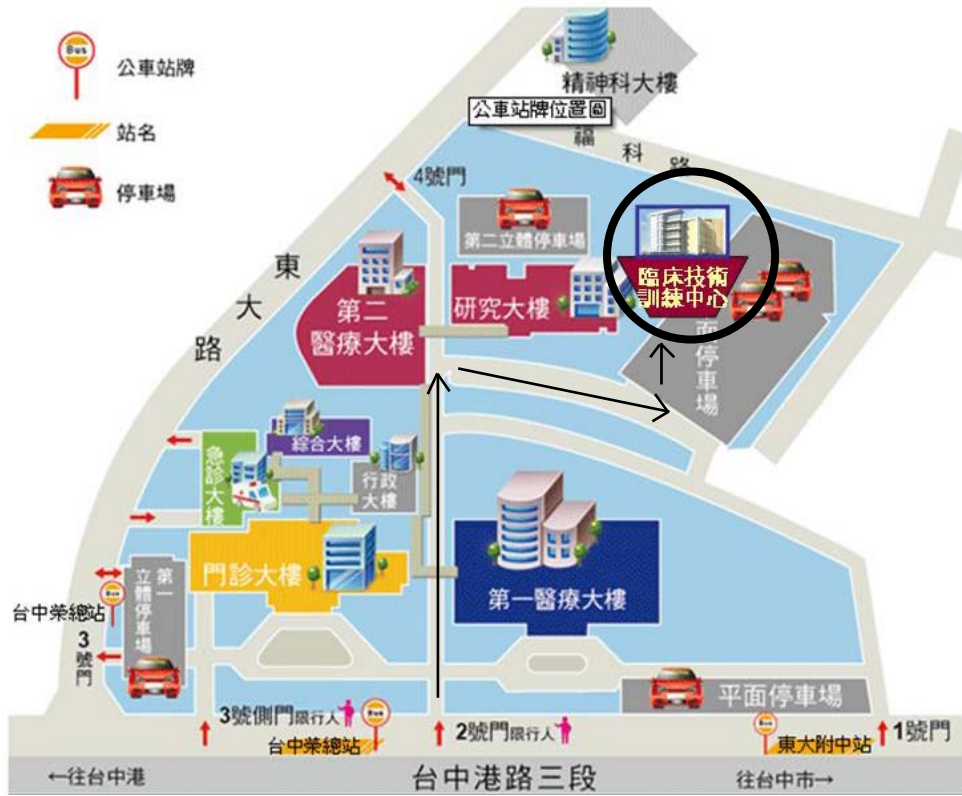 Bus
公車站牌
站名
停車場
精神科大樓
公車站牌位置圖
福科路
4號門
第二立體停車場
臨床技術
訓練中心
東大路
第二
醫療大樓
研究大樓
面停車場
綜合大樓
急診大樓
行政
大樓
門診大樓
第一醫療大樓
第一
立體停車場
Bus
台中榮總站
3號門
平面停車場
3號側門限行人
Bus
台中榮總站
2號門限行人
Bus
東大附中站
1號門
←往台中港
台中港路三段
往台中市→